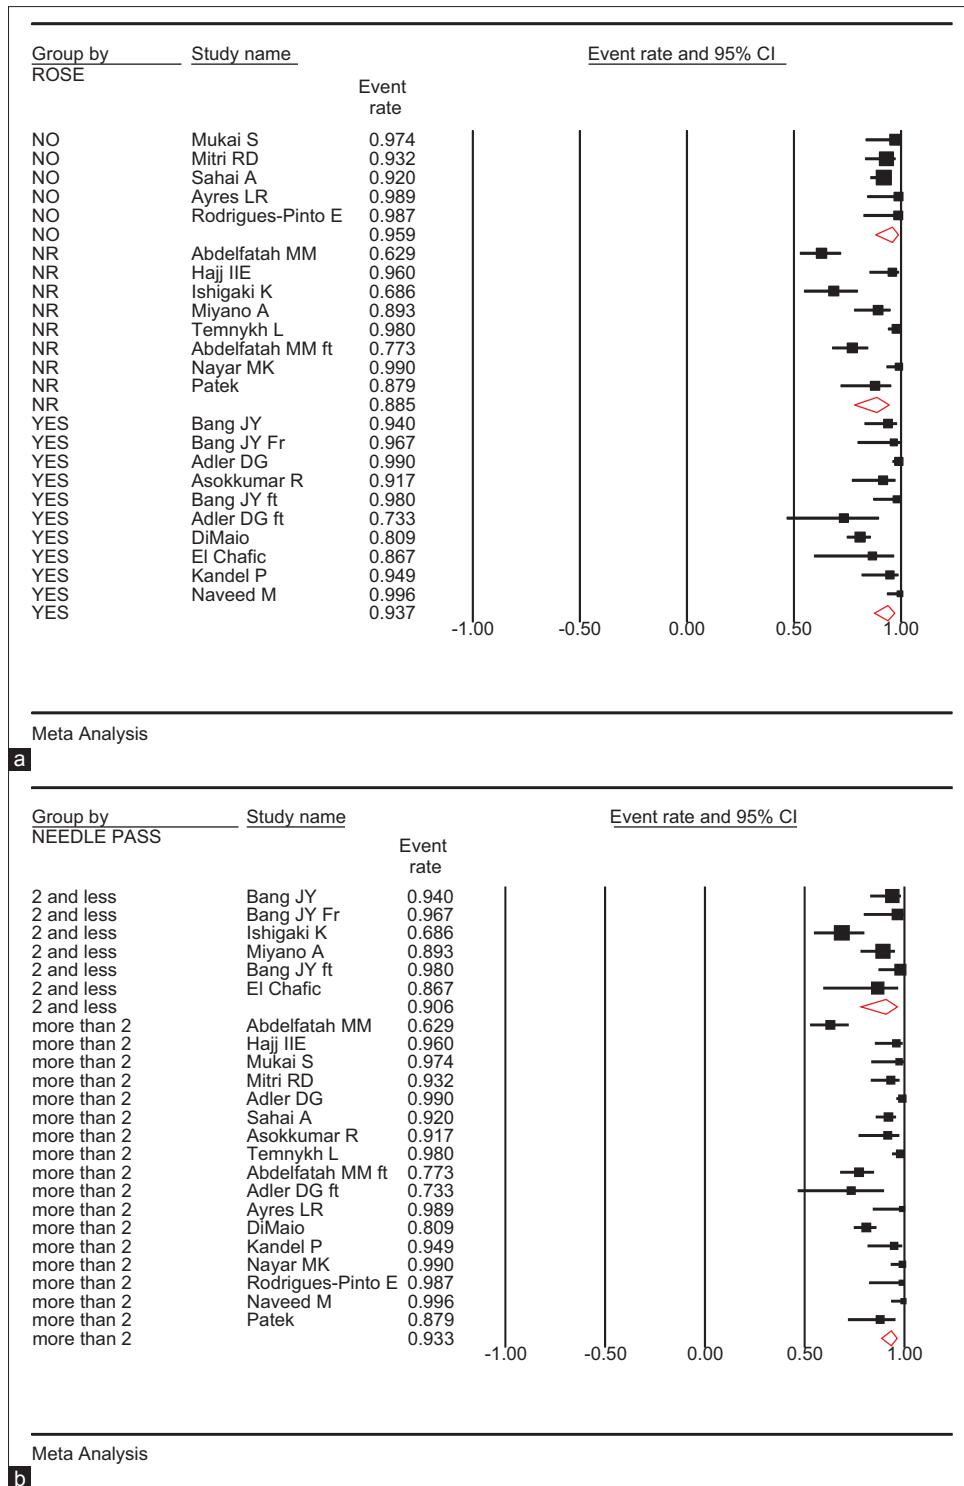 Group by Study name Event rate and 95% CI
ROSE
Event
rate
NO Mukai S 0.974
NO Mitri RD 0.932
NO Sahai A 0.920
NO Ayres LR 0.989
NO Rodrigues-Pinto E 0.987
NO 0.959
NR Abdelfatah MM 0.629
NR Hajj IIE 0.960
NR Ishigaki K 0.686
NR Miyano A 0.893
NR Temnykh L 0.980
NR Abdelfatah MM ft 0.773
NR Nayar MK 0.990
NR Patek 0.879
NR 0.885
YES Bang JY 0.940
YES Bang JY Fr 0.967
YES Adler DG 0.990
YES Asokkumar R 0.917
YES Bang JY ft 0.980
YES Adler DG ft 0.733
YES DiMaio 0.809
YES El Chafic 0.867
YES Kandel P 0.949
YES Naveed M 0.996
YES 0.937
-1.00 -0.50 0.00 0.50 1.00
Meta Analysis
a
Group by Study name Event rate and 95% CI
NEEDLE PASS
Event
rate
2 and less Bang JY 0.940
2 and less Bang JY Fr 0.967
2 and less Ishigaki K 0.686
2 and less Miyano A 0.893
2 and less Bang JY ft 0.980
2 and less El Chafic 0.867
2 and less 0.906
more than 2 Abdelfatah MM 0.629
more than 2 Hajj IIE 0.960
more than 2 Mukai S 0.974
more than 2 Mitri RD 0.932
more than 2 Adler DG 0.990
more than 2 Sahai A 0.920
more than 2 Asokkumar R 0.917
more than 2 Temnykh L 0.980
more than 2 Abdelfatah MM ft 0.773
more than 2 Adler DG ft 0.733
more than 2 Ayres LR 0.989
more than 2 DiMaio 0.809
more than 2 Kandel P 0.949
more than 2 Nayar MK 0.990
more than 2 Rodrigues-Pinto E 0.987
more than 2 Naveed M 0.996
more than 2 Patek 0.879
more than 2 0.933
-1.00 -0.50 0.00 0.50 1.00
Meta Analysis
b